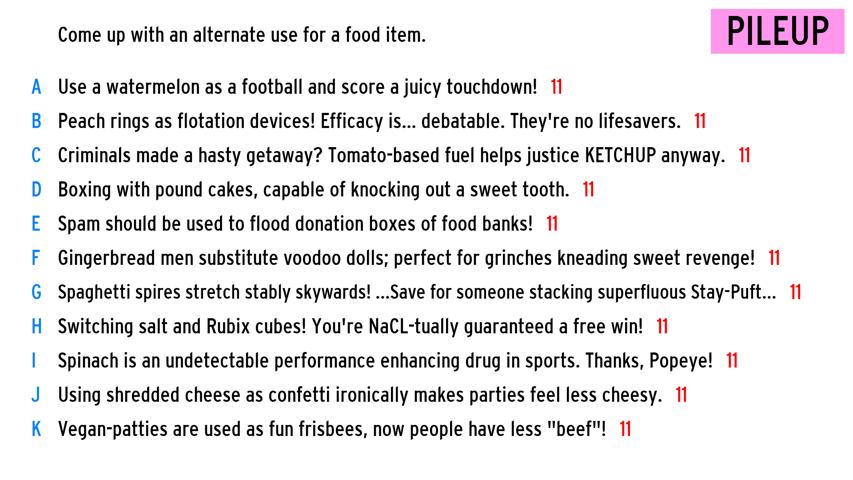 Come up with an alternate use for a food item.
PILEUP
A Use a watermelon as a football and score a juicy touchdown! 11
B Peach rings as flotation devices! Efficacy is... debatable. They're no lifesavers. 11
C Criminals made a hasty getaway? Tomato-based fuel helps justice KETCHUP anyway. 11
D Boxing with pound cakes, capable of knocking out a sweet tooth. 11
E Spam should be used to flood donation boxes of food banks! 11
F Gingerbread men substitute voodoo dolls; perfect for grinches kneading sweet revenge! 11
G Spaghetti spires stretch stably skywards! ...Save for someone stacking superfluous Stay-Puft... 11
H Switching salt and Rubix cubes! You're NaCL-tually guaranteed a free win! 11
I Spinach is an undetectable performance enhancing drug in sports. Thanks, Popeye! 11
J Using shredded cheese as confetti ironically makes parties feel less cheesy. 11
K Vegan-patties are used as fun frisbees, now people have less "beef"! 11